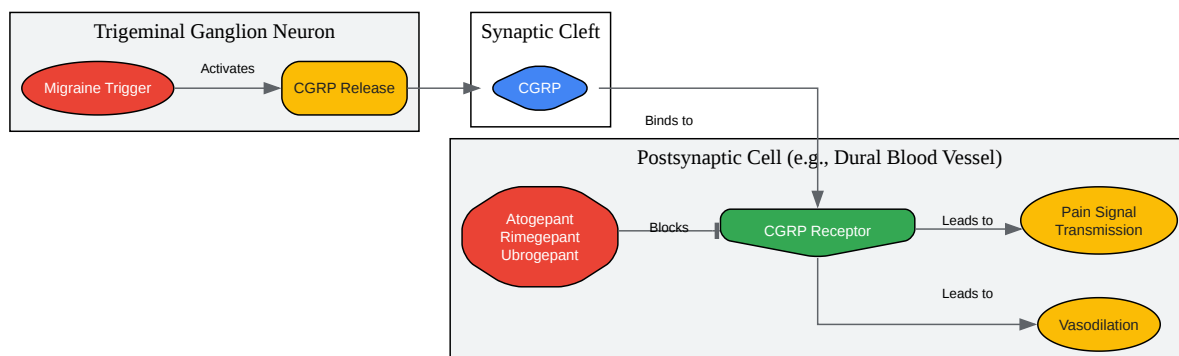 Trigeminal Ganglion Neuron
Migraine Trigger
Activates
CGRP Release
Synaptic Cleft
CGRP
Binds to
Postsynaptic Cell (e.g., Dural Blood Vessel)
Atogepant
Rimegepant
Ubrogepant
Blocks
CGRP Receptor
Leads to
Pain Signal
Transmission
Leads to
Vasodilation